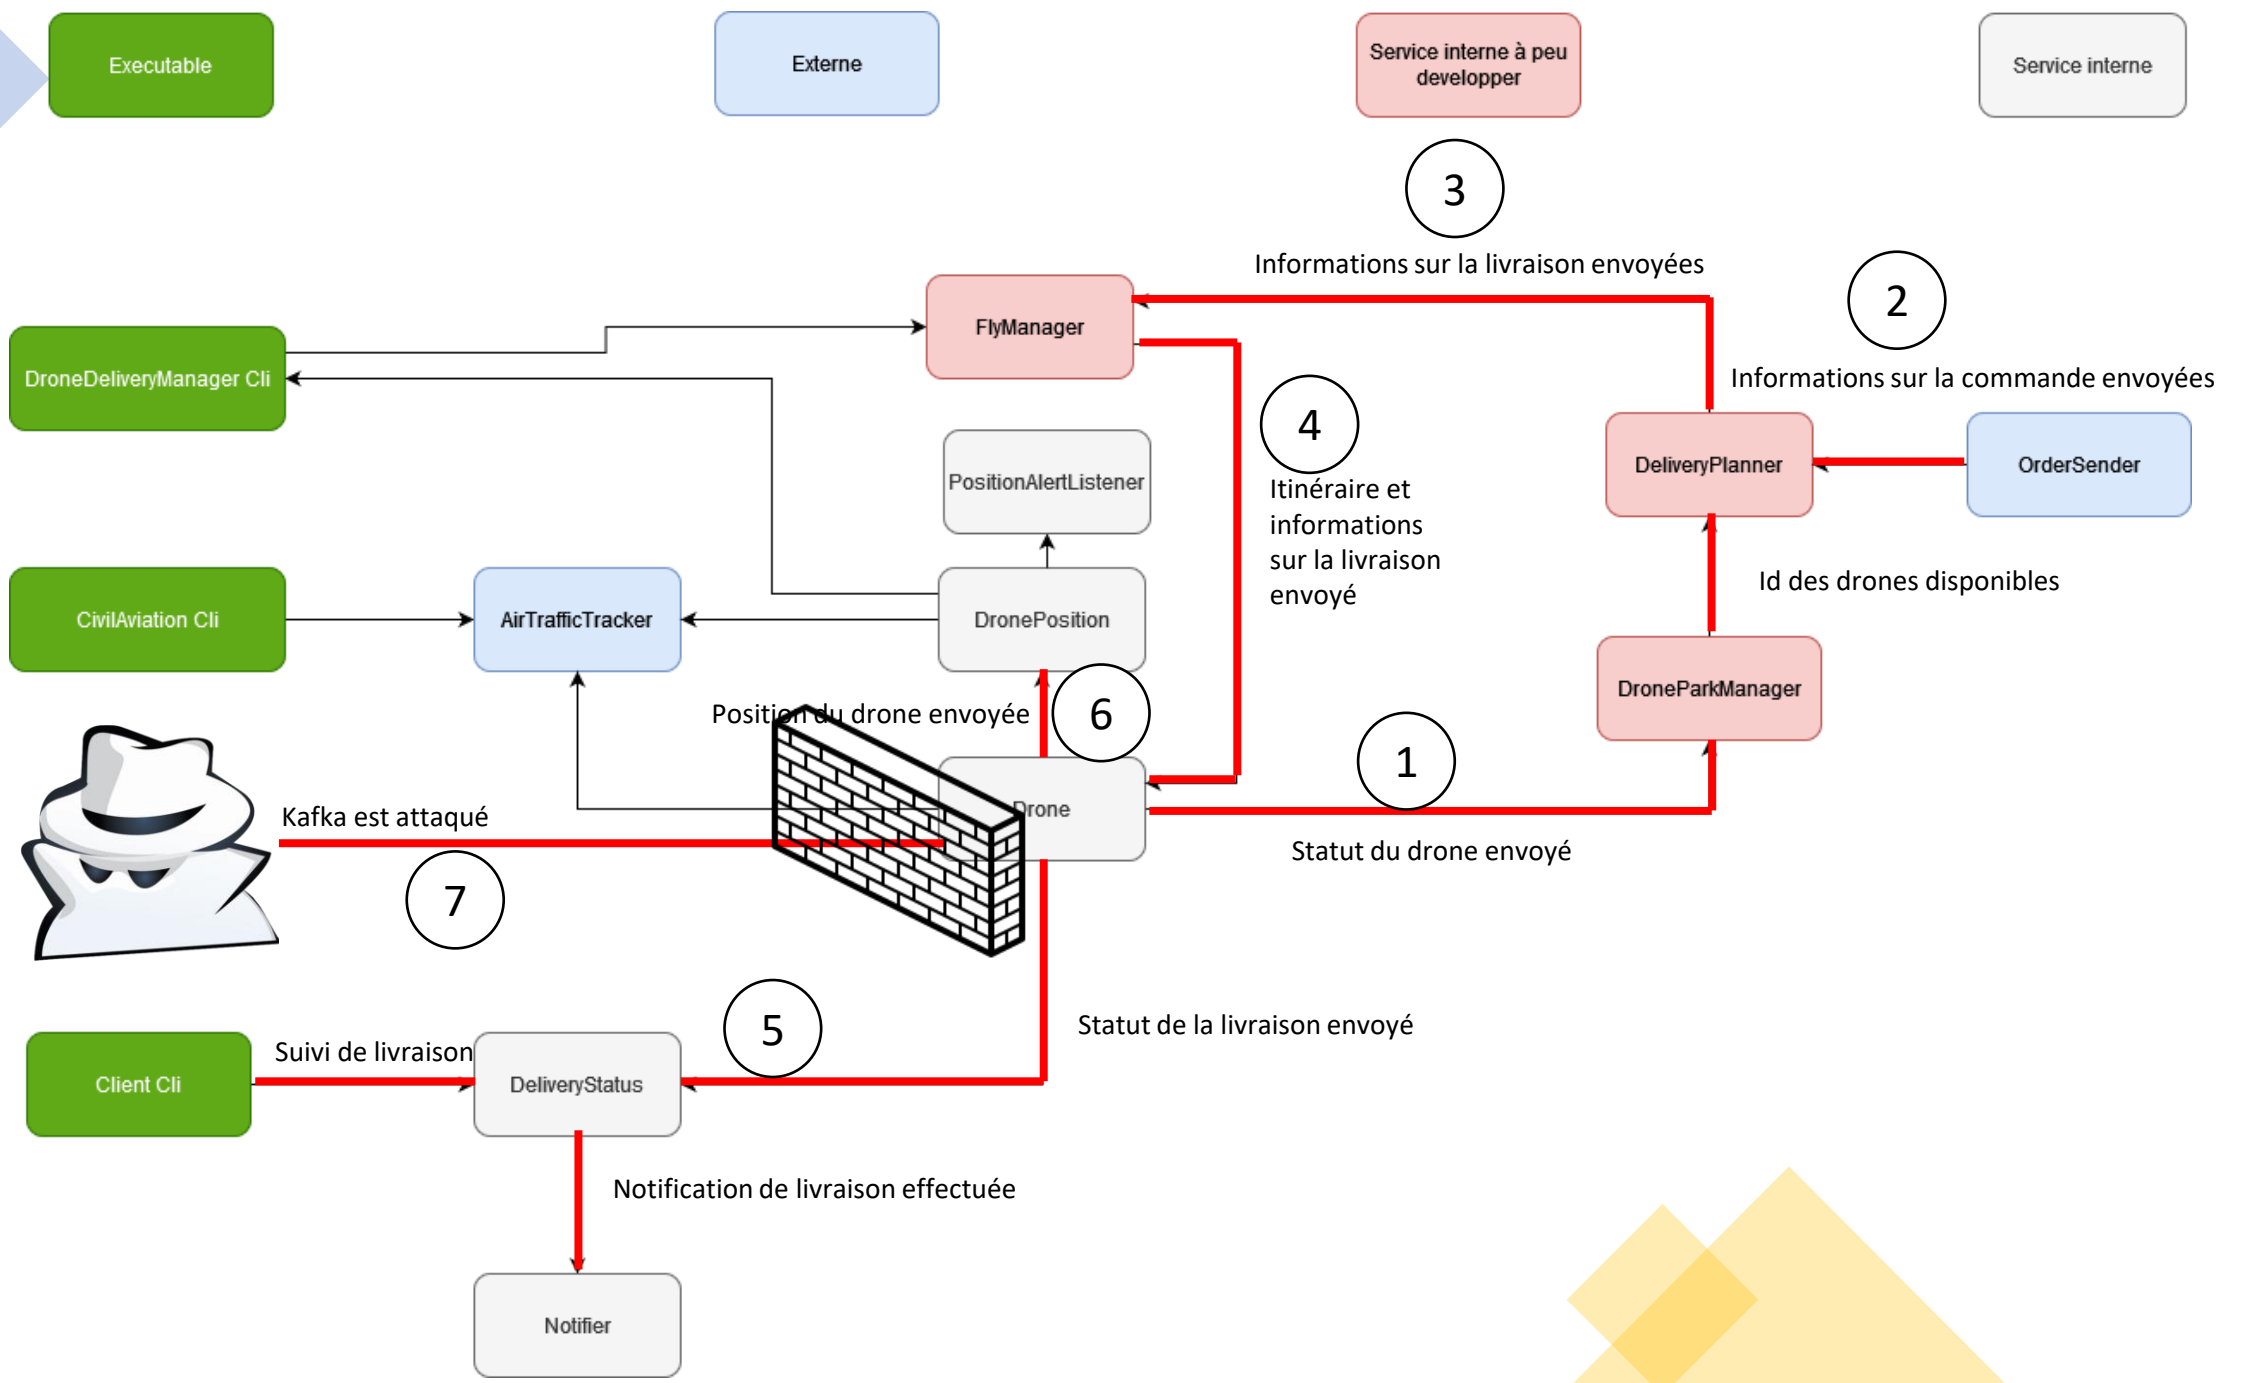 Executable
Externe
Service interne à peu
developper
Service interne
3
Informations sur la livraison envoyées
2
FlyManager
Informations sur la commande envoyées
DroneDeliveryManager Cli
4
PositionAlertListener
DeliveryPlanner
OrderSender
Itinéraire et
informations
sur la livraison
envoyé
Id des drones disponibles
CivilAviation Cli
AirTrafficTracker
DronePosition
DroneParkManager
Position du drone envoyée
6
1
Kafka est attaqué
Drone
Statut du drone envoyé
7
5
Statut de la livraison envoyé
Suivi de livraison
Client Cli
DeliveryStatus
Notification de livraison effectuée
Notifier